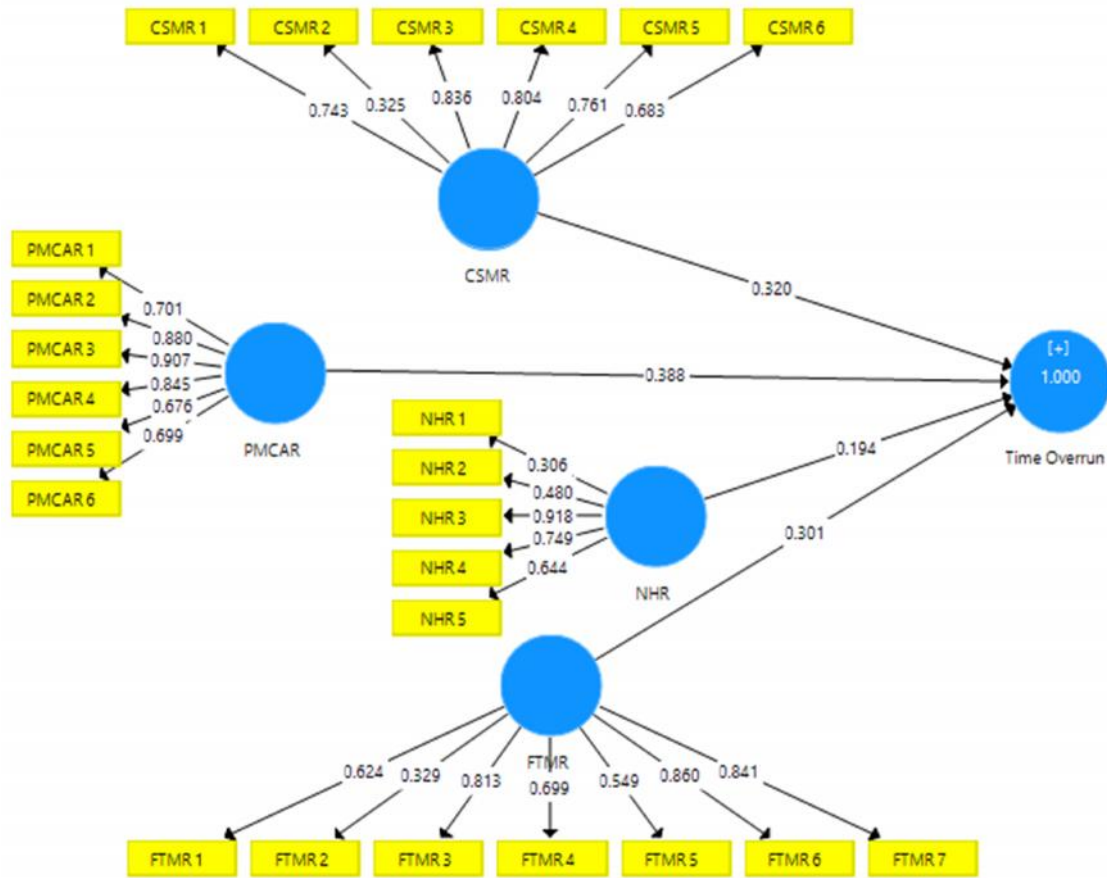 CSMR 1 CSMR 2 CSMR 3 CSMR 4 CSMR 5 CSMR 6
0.743 0.325 0.836 0.804 0.761 0.683
CSMR
0.320
PMCAR 1
PMCAR 2
PMCAR 3
PMCAR 4
PMCAR 5
PMCAR 6
0.701
0.880
0.907
0.845
0.676
0.699
PMCAR
0.388
[+]
1.000
Time Overrun
NHR 1
NHR 2
NHR 3
NHR 4
NHR 5
0.306
0.480
0.918
0.749
0.644
NHR
0.194
0.301
FTMR
0.624 0.329 0.813 0.699 0.549 0.860 0.841
FTMR 1 FTMR 2 FTMR 3 FTMR 4 FTMR 5 FTMR 6 FTMR 7